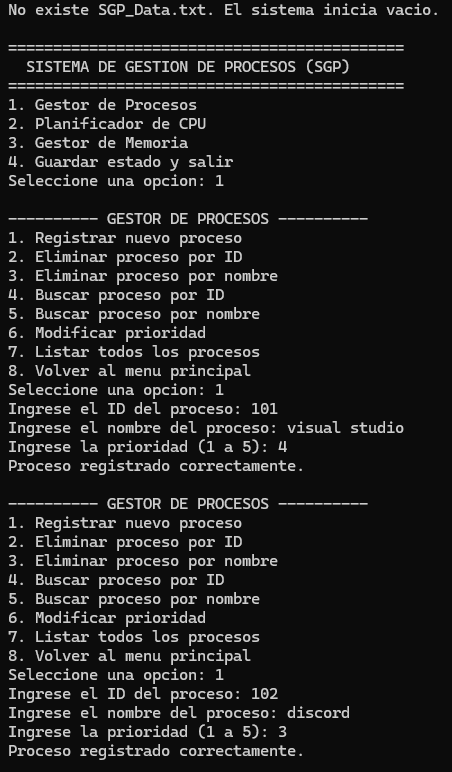 No existe SGP_Data.txt. El sistema inicia vacio.
============================================
SISTEMA DE GESTION DE PROCESOS (SGP)
============================================
1. Gestor de Procesos
2. Planificador de CPU
3. Gestor de Memoria
4. Guardar estado y salir
Seleccione una opcion: 1
---------- GESTOR DE PROCESOS ----------
1. Registrar nuevo proceso
2. Eliminar proceso por ID
3. Eliminar proceso por nombre
4. Buscar proceso por ID
5. Buscar proceso por nombre
6. Modificar prioridad
7. Listar todos los procesos
8. Volver al menu principal
Seleccione una opcion: 1
Ingrese el ID del proceso: 101
Ingrese el nombre del proceso: visual studio
Ingrese la prioridad (1 a 5): 4
Proceso registrado correctamente.
---------- GESTOR DE PROCESOS ----------
1. Registrar nuevo proceso
2. Eliminar proceso por ID
3. Eliminar proceso por nombre
4. Buscar proceso por ID
5. Buscar proceso por nombre
6. Modificar prioridad
7. Listar todos los procesos
8. Volver al menu principal
Seleccione una opcion: 1
Ingrese el ID del proceso: 102
Ingrese el nombre del proceso: discord
Ingrese la prioridad (1 a 5): 3
Proceso registrado correctamente.